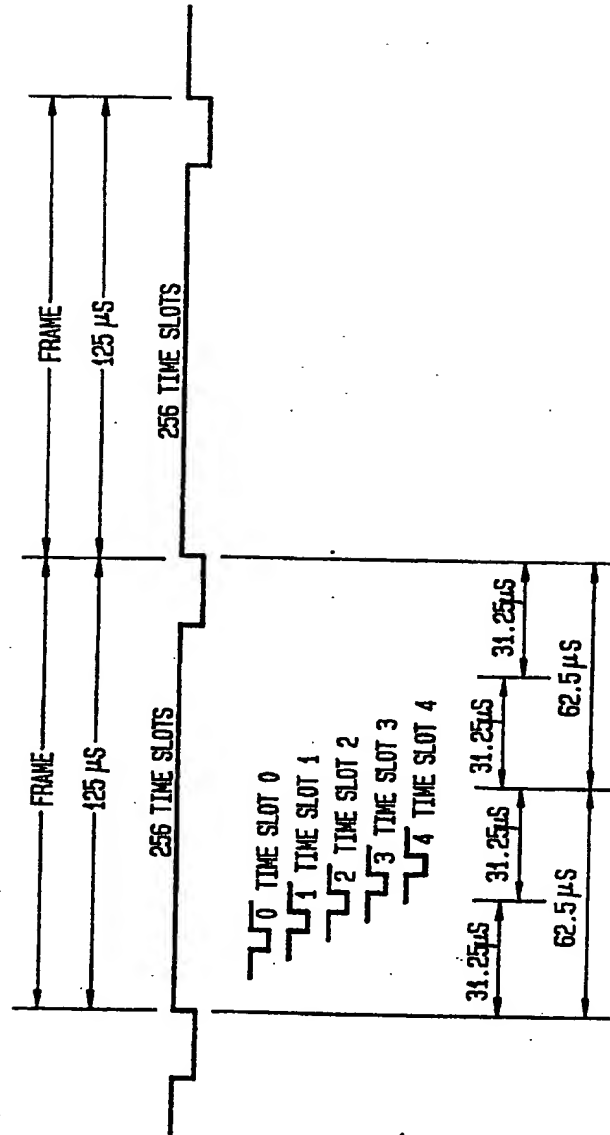 FRAME
FRAME
125 µS
125 µS
256 TIME SLOTS
256 TIME SLOTS
0 TIME SLOT 0
1 TIME SLOT 1
2 TIME SLOT 2
3 TIME SLOT 3
4 TIME SLOT 4
31.25µS
31.25µS
31.25µS
31.25µS
62.5µS
62.5µS